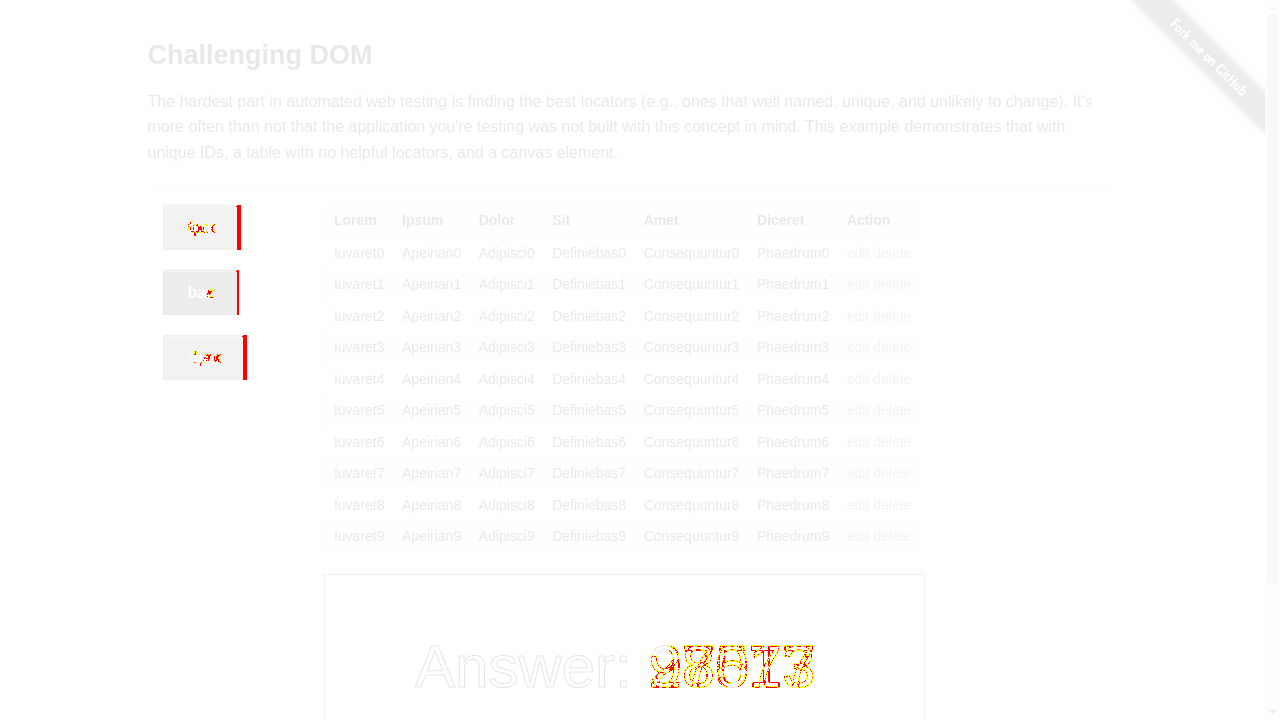 Fork me on GitHub
Challenging DOM
The hardest part in automated web testing is finding the best locators (e.g., ones that well named, unique, and unlikely to change). It's
more often than not that the application you're testing was not built with this concept in mind. This example demonstrates that with
unique IDs, a table with no helpful locators, and a canvas element.
Lorem Ipsum Dolor Sit Amet Diceret Action
Iuvaret0 Apeirian0 Adipisci0 Definiebas0 Consequuntur0 Phaedrum0 edit delete
Iuvaret1 Apeirian1 Adipisci1 Definiebas1 Consequuntur1 Phaedrum1 edit delete
Iuvaret2 Apeirian2 Adipisci2 Definiebas2 Consequuntur2 Phaedrum2 edit delete
Iuvaret3 Apeirian3 Adipisci3 Definiebas3 Consequuntur3 Phaedrum3 edit delete
Iuvaret4 Apeirian4 Adipisci4 Definiebas4 Consequuntur4 Phaedrum4 edit delete
Iuvaret5 Apeirian5 Adipisci5 Definiebas5 Consequuntur5 Phaedrum5 edit delete
Iuvaret6 Apeirian6 Adipisci6 Definiebas6 Consequuntur6 Phaedrum6 edit delete
Iuvaret7 Apeirian7 Adipisci7 Definiebas7 Consequuntur7 Phaedrum7 edit delete
Iuvaret8 Apeirian8 Adipisci8 Definiebas8 Consequuntur8 Phaedrum8 edit delete
Iuvaret9 Apeirian9 Adipisci9 Definiebas9 Consequuntur9 Phaedrum9 edit delete
Answer: